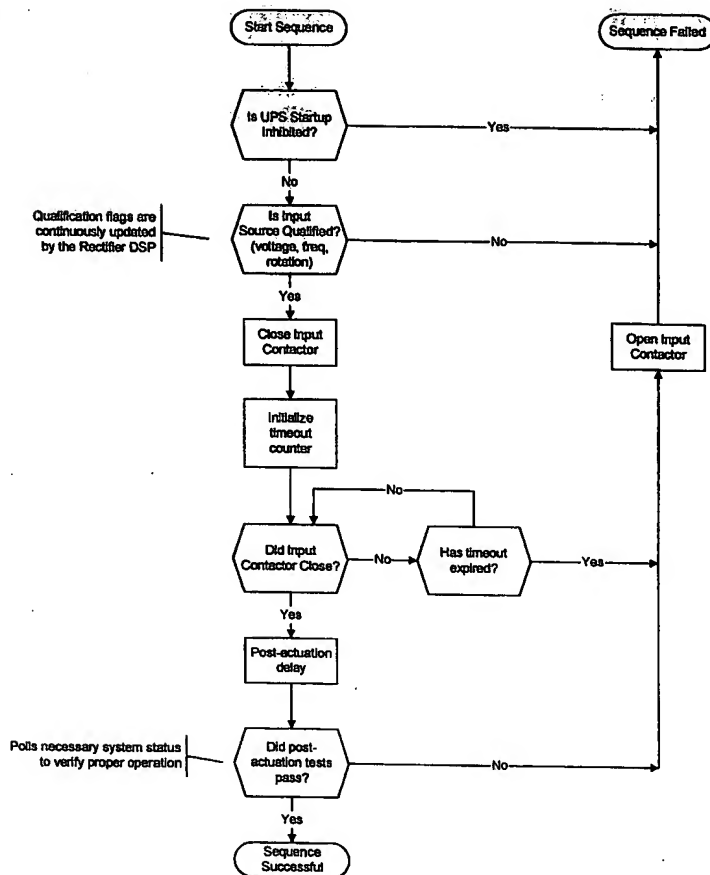 Start Sequence
Sequence Failed
Is UPS Startup
Inhibited?
Yes
No
Qualification flags are
continuously updated
by the Rectifier DSP
Is Input
Source Qualified?
(voltage, freq,
rotation)
No
Yes
Close Input
Contactor
Open Input
Contactor
Initialize
timeout
counter
No
Did Input
Contactor Close?
No
Has timeout
expired?
Yes
Yes
Post-actuation
delay
Polls necessary system status
to verify proper operation
Did post-
actuation tests
pass?
No
Yes
Sequence
Successful